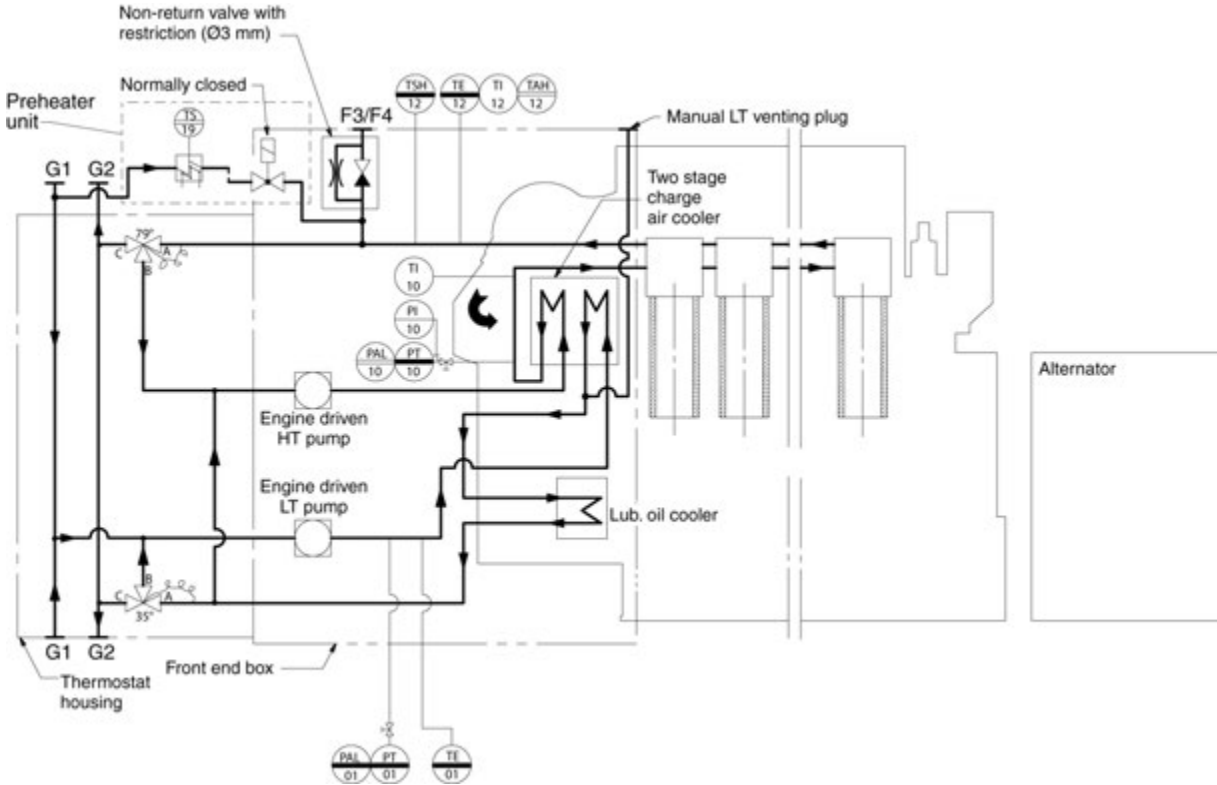 Non-return valve with
restriction (Ø3 mm)
Normally closed
Preheater
unit
TS
19
F3/F4
TSH
12
TE
12
TI
12
TAH
12
Manual LT venting plug
G1
G2
Two stage
charge
air cooler
79°
C
A
B
TI
10
PI
10
PAL
10
PT
10
Alternator
Engine driven
HT pump
Engine driven
LT pump
Lub. oil cooler
B
C
A
35°
G1
G2
Front end box
Thermostat
housing
PAL
01
PT
01
TE
01